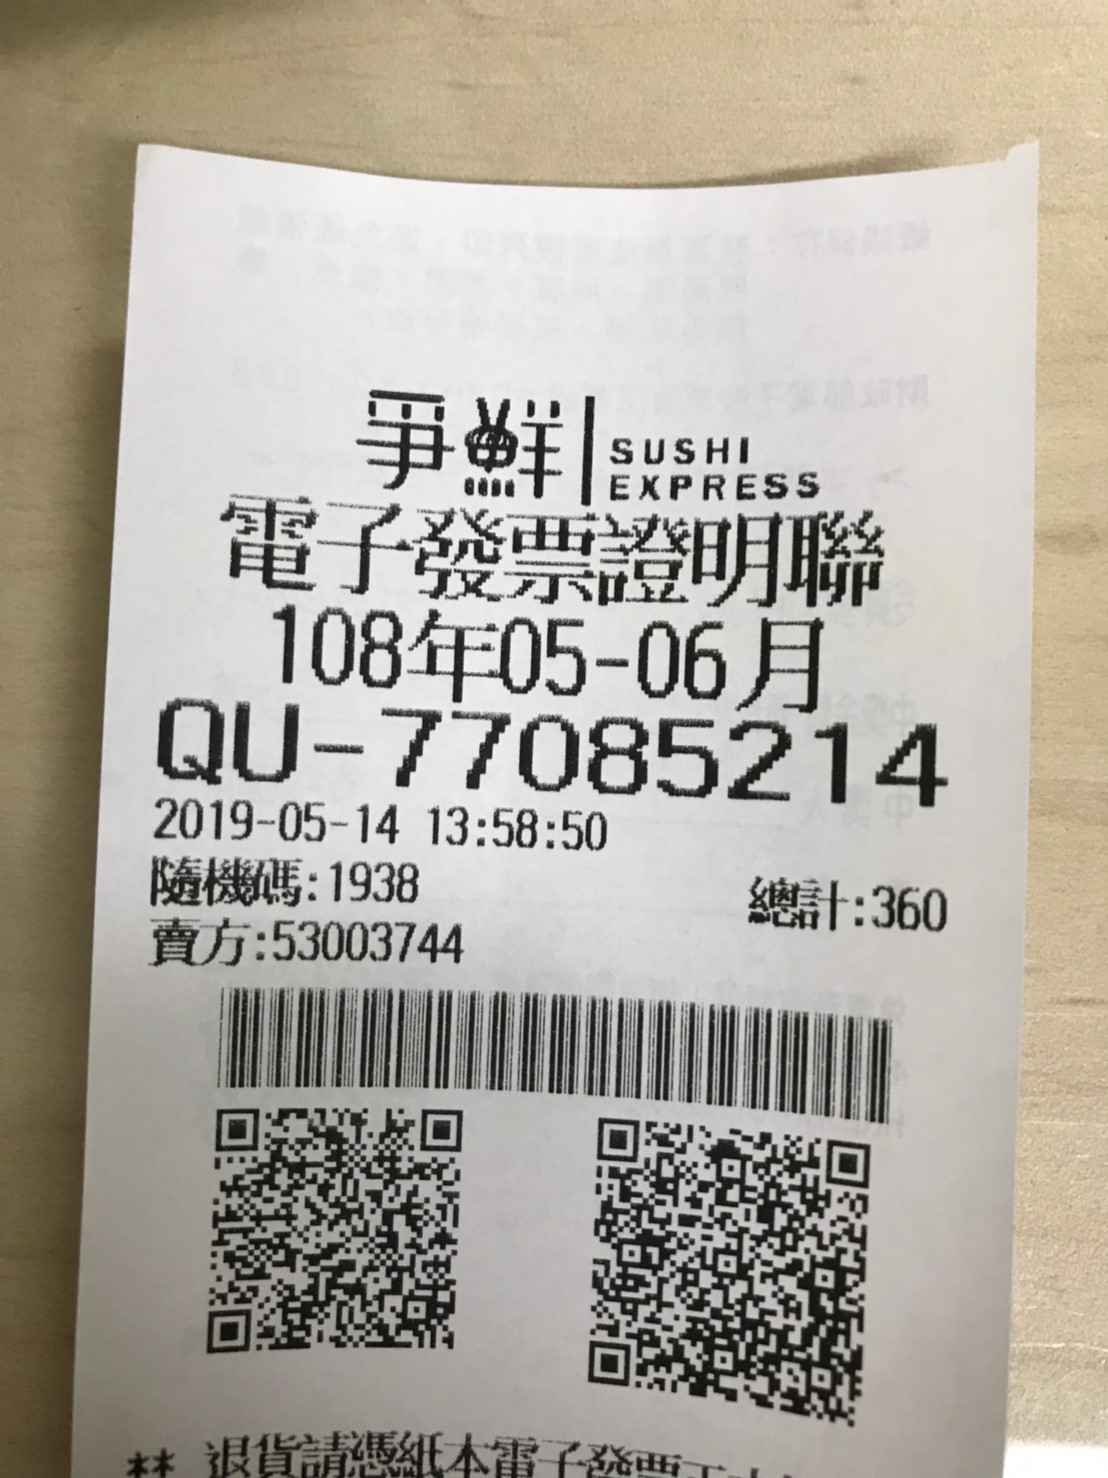 爭鮮 SUSHI EXPRESS
電子發票證明聯
108年05-06月
QU-77085214
2019-05-14 13:58:50
隨機碼:1938 總計:360
賣方:53003744
** 退貨請憑紙本電子發票正本